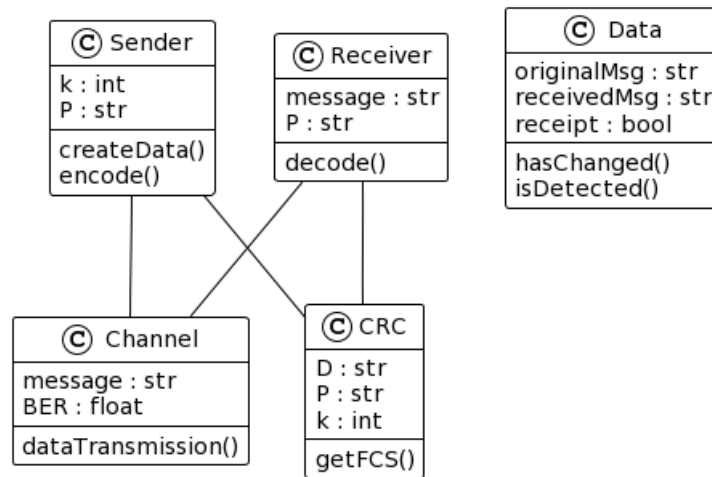 C Sender
k : int
P : str
createData()
encode()
C Receiver
message : str
P : str
decode()
C Data
originalMsg : str
receivedMsg : str
receipt : bool
hasChanged()
isDetected()
C Channel
message : str
BER : float
dataTransmission()
C CRC
D : str
P : str
k : int
getFCS()